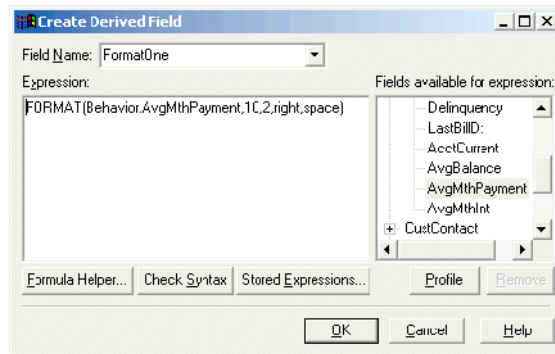 Create Derived Field
Field Name: FormatOne
Expression:
Fields available for expression:
FORMAT(Behavior.AvgMthPayment,10,2,right,space)
Delinquency
LastBillD:
AcctCurrent
AvgBalance
AvgMthPayment
AvgMthInt
CustContact
Formula Helper...
Check Syntax
Stored Expressions...
Profile
Remove
OK
Cancel
Help